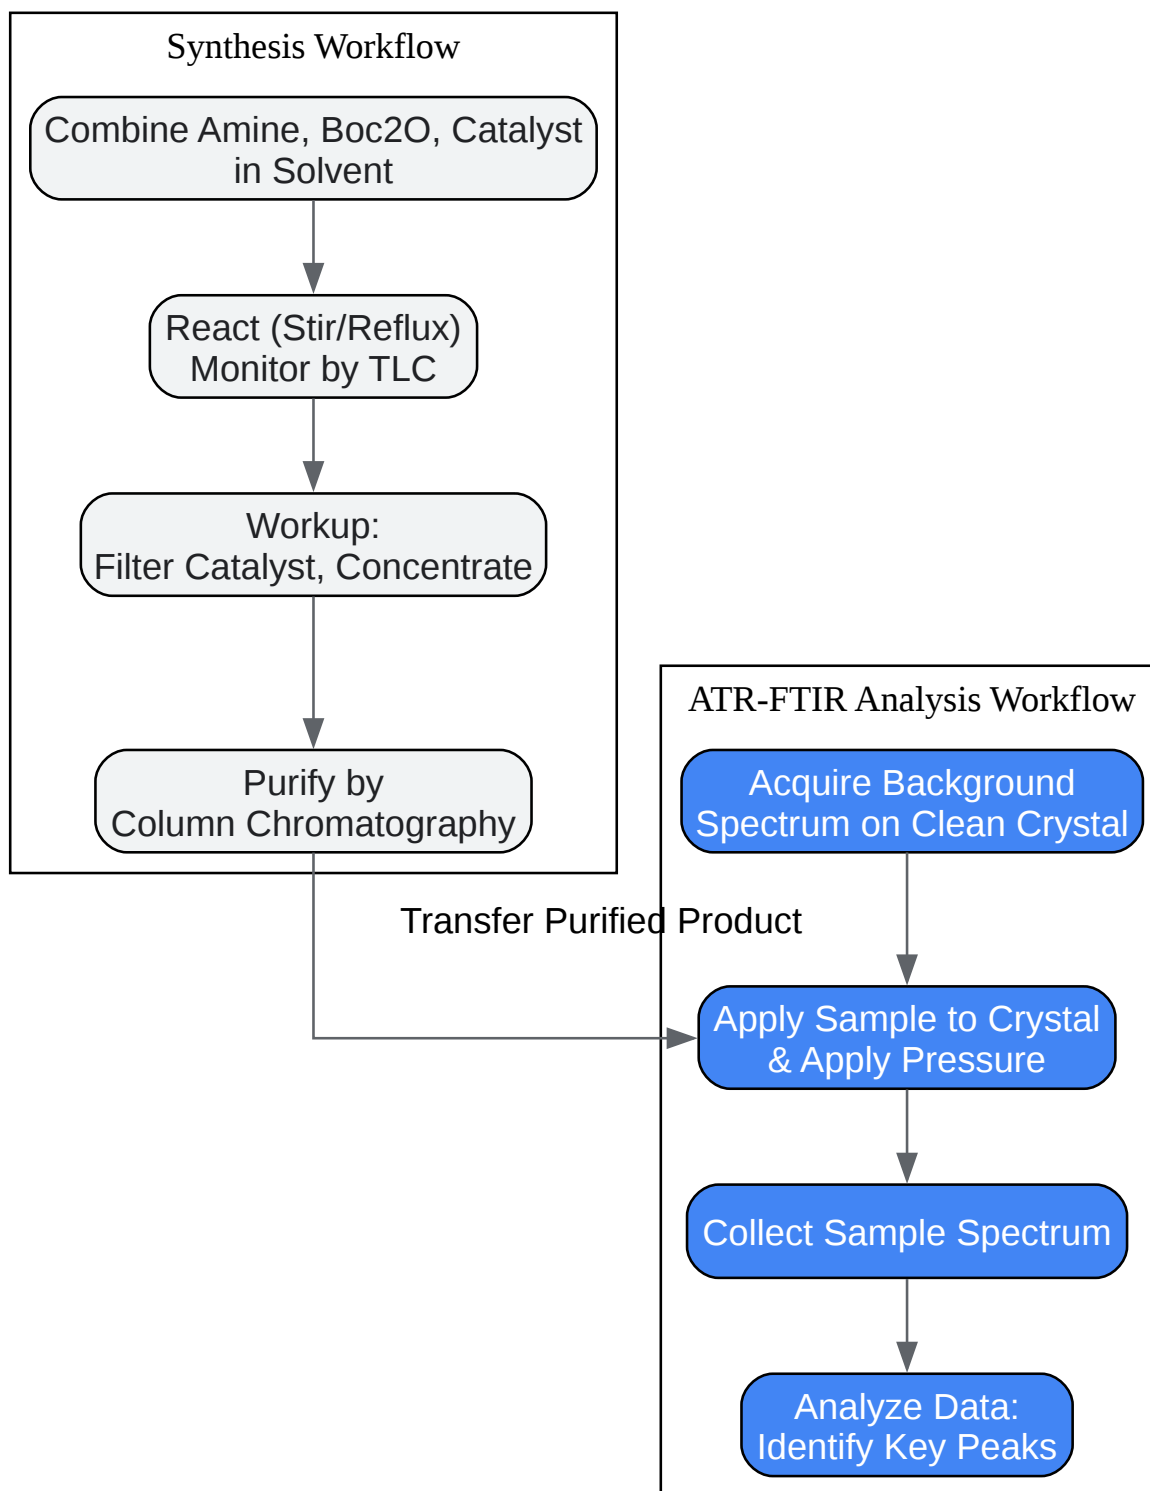 Synthesis Workflow
Combine Amine, Boc2O, Catalyst
in Solvent
React (Stir/Reflux)
Monitor by TLC
Workup:
Filter Catalyst, Concentrate
Purify by
Column Chromatography
Transfer Purified Product
ATR-FTIR Analysis Workflow
Acquire Background
Spectrum on Clean Crystal
Apply Sample to Crystal
& Apply Pressure
Collect Sample Spectrum
Analyze Data:
Identify Key Peaks